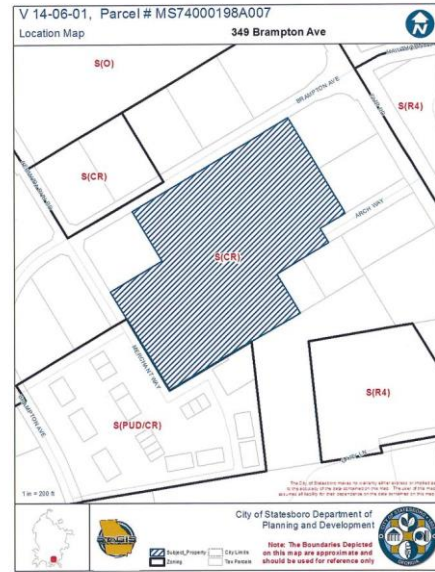 V 14-06-01, Parcel # MS74000198A007
Location Map
349 Brampton Ave
N
S(O)
BRAMPTON AVE
S(R4)
S(CR)
ARCH WAY
S(CR)
MERCHANT WAY
S(R4)
BRAMPTON AVE
S(PUD/CR)
1 in = 200 ft
City of Statesboro Department of
Planning and Development
Note: The Boundaries Depicted
on this map are approximate and
should be used for reference only
Subject_Property
City Limits
Zoning
Tax Parcels